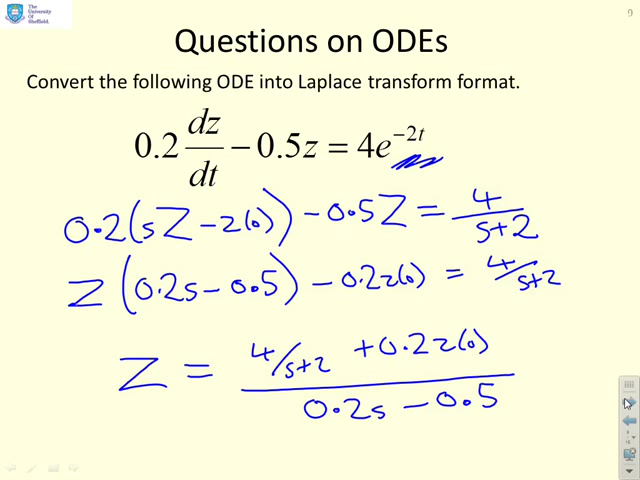 The University Of Sheffield.
9
Questions on ODEs
Convert the following ODE into Laplace transform format.
0.2 dz/dt − 0.5z = 4e^{−2t}
0.2(sZ − z(0)) − 0.5Z = 4/(s+2)
Z(0.2s − 0.5) − 0.2z(0) = 4/s+2
Z = (4/s+2 + 0.2z(0))/(0.2s − 0.5)